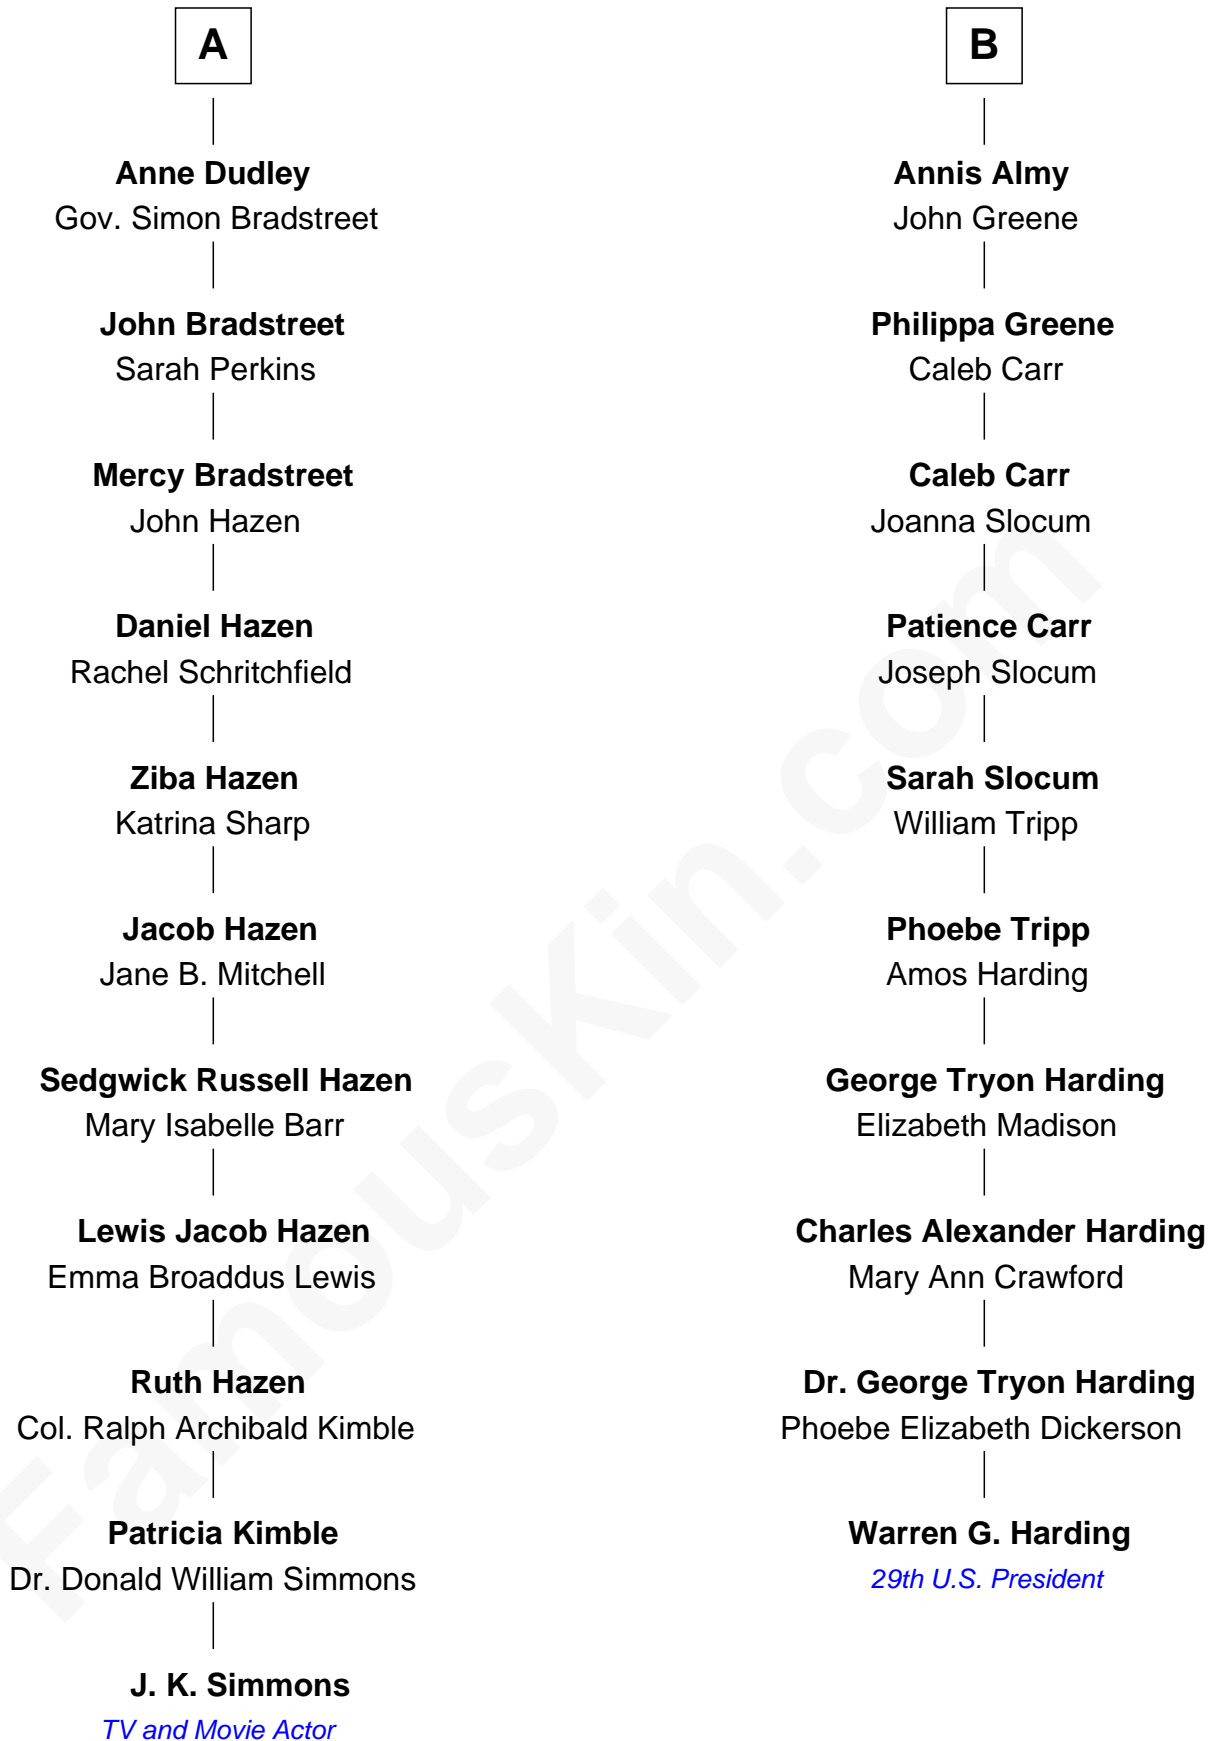 A
Anne Dudley
Gov. Simon Bradstreet
John Bradstreet
Sarah Perkins
Mercy Bradstreet
John Hazen
Daniel Hazen
Rachel Schritchfield
Ziba Hazen
Katrina Sharp
Jacob Hazen
Jane B. Mitchell
Sedgwick Russell Hazen
Mary Isabelle Barr
Lewis Jacob Hazen
Emma Broaddus Lewis
Ruth Hazen
Col. Ralph Archibald Kimble
Patricia Kimble
Dr. Donald William Simmons
J. K. Simmons
TV and Movie Actor
B
Annis Almy
John Greene
Philippa Greene
Caleb Carr
Caleb Carr
Joanna Slocum
Patience Carr
Joseph Slocum
Sarah Slocum
William Tripp
Phoebe Tripp
Amos Harding
George Tryon Harding
Elizabeth Madison
Charles Alexander Harding
Mary Ann Crawford
Dr. George Tryon Harding
Phoebe Elizabeth Dickerson
Warren G. Harding
29th U.S. President
FamousKin.com